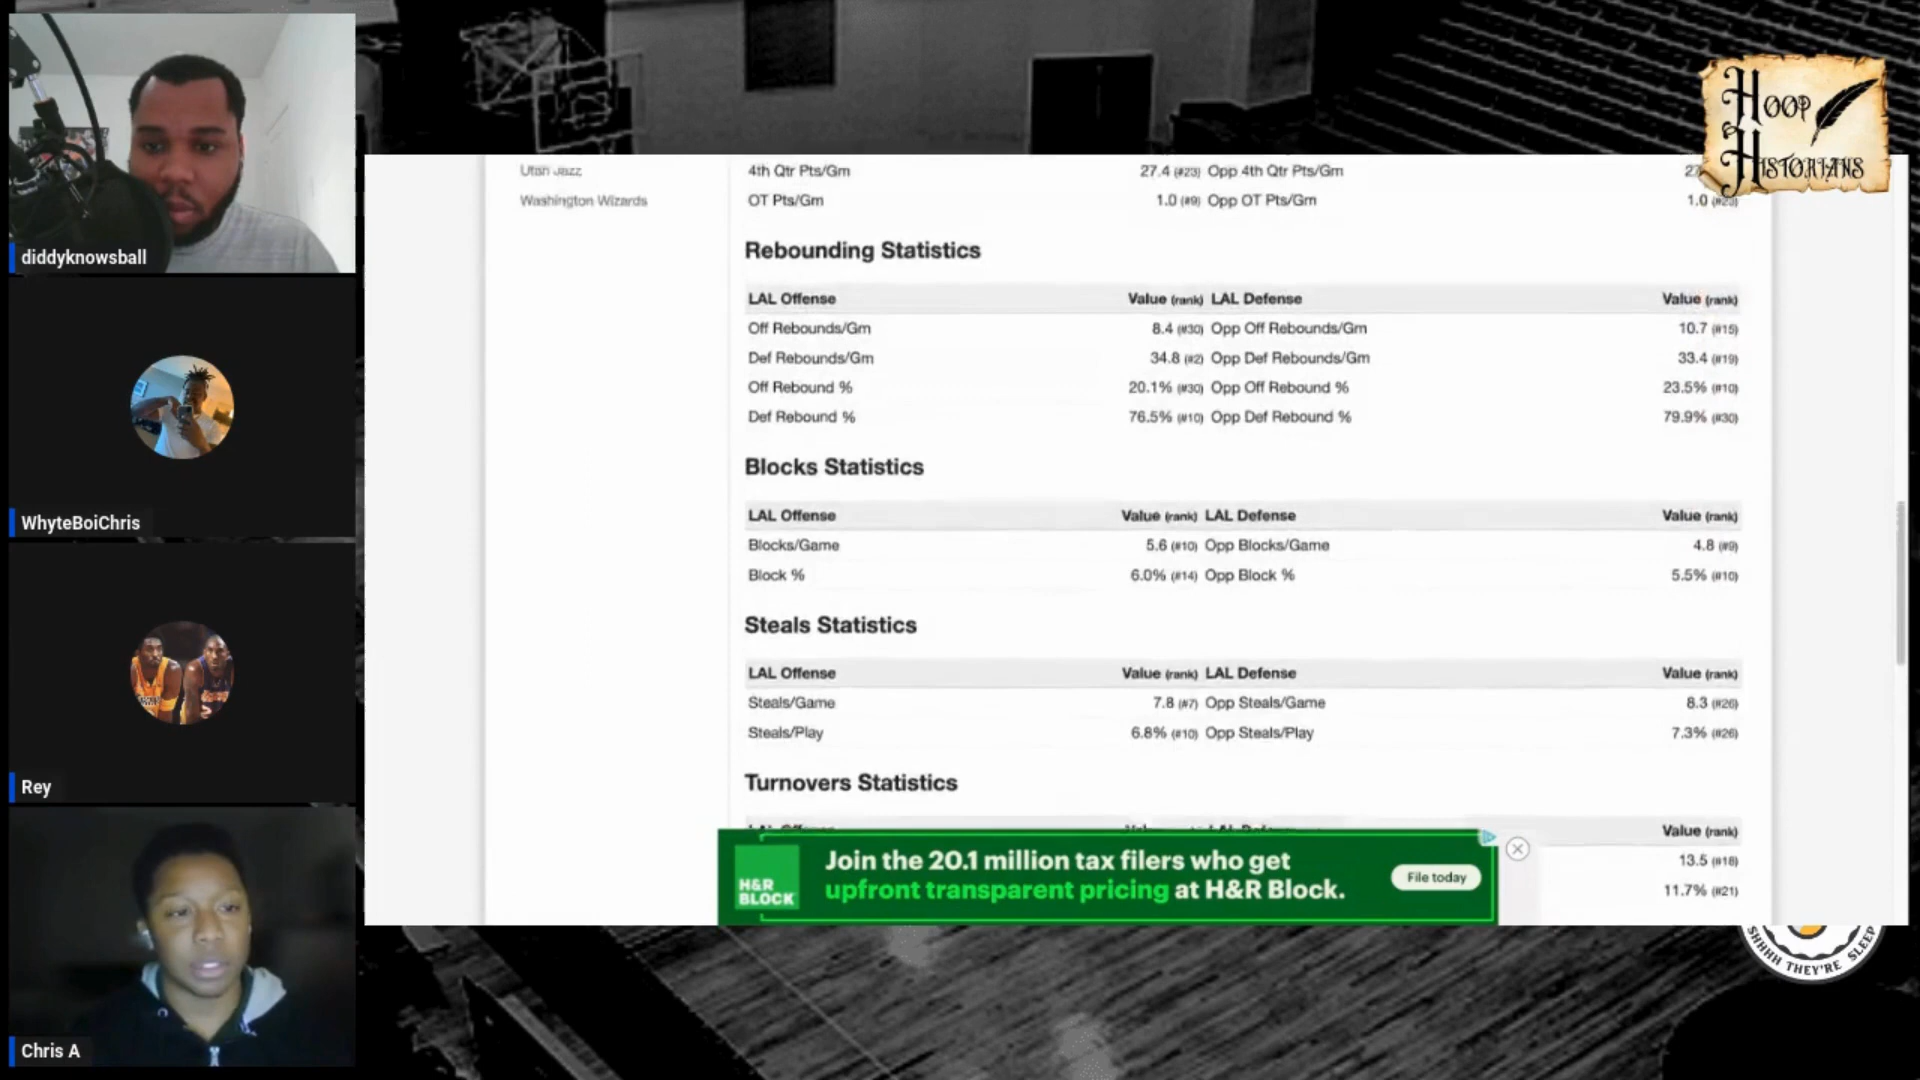 diddyknowsball
WhyteBoiChris
Rey
Chris A
HOOP
HISTORIANS
Utah Jazz
Washington Wizards
4th Qtr Pts/Gm 27.4 (#23) Opp 4th Qtr Pts/Gm
OT Pts/Gm 1.0 (#9) Opp OT Pts/Gm 1.0
Rebounding Statistics
LAL Offense Value (rank) LAL Defense Value (rank)
Off Rebounds/Gm 8.4 (#30) Opp Off Rebounds/Gm 10.7 (#15)
Def Rebounds/Gm 34.8 (#2) Opp Def Rebounds/Gm 33.4 (#19)
Off Rebound % 20.1% (#30) Opp Off Rebound % 23.5% (#10)
Def Rebound % 76.5% (#10) Opp Def Rebound % 79.9% (#30)
Blocks Statistics
LAL Offense Value (rank) LAL Defense Value (rank)
Blocks/Game 5.6 (#10) Opp Blocks/Game 4.8 (#9)
Block % 6.0% (#14) Opp Block % 5.5% (#10)
Steals Statistics
LAL Offense Value (rank) LAL Defense Value (rank)
Steals/Game 7.8 (#7) Opp Steals/Game 8.3 (#26)
Steals/Play 6.8% (#10) Opp Steals/Play 7.3% (#26)
Turnovers Statistics
Value (rank)
13.5 (#18)
11.7% (#21)
H&R
BLOCK
Join the 20.1 million tax filers who get
upfront transparent pricing at H&R Block.
File today
SHHHH THEY'RE SLEEP